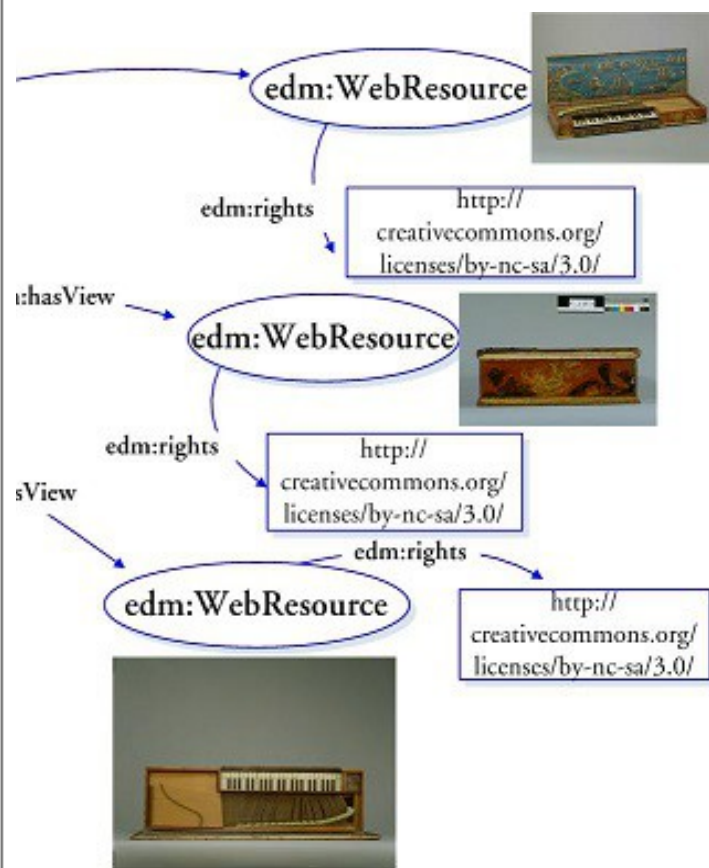 edm:WebResource
edm:rights
http://
creativecommons.org/
licenses/by-nc-sa/3.0/
:hasView
edm:WebResource
edm:rights
http://
creativecommons.org/
licenses/by-nc-sa/3.0/
sView
edm:rights
edm:WebResource
http://
creativecommons.org/
licenses/by-nc-sa/3.0/